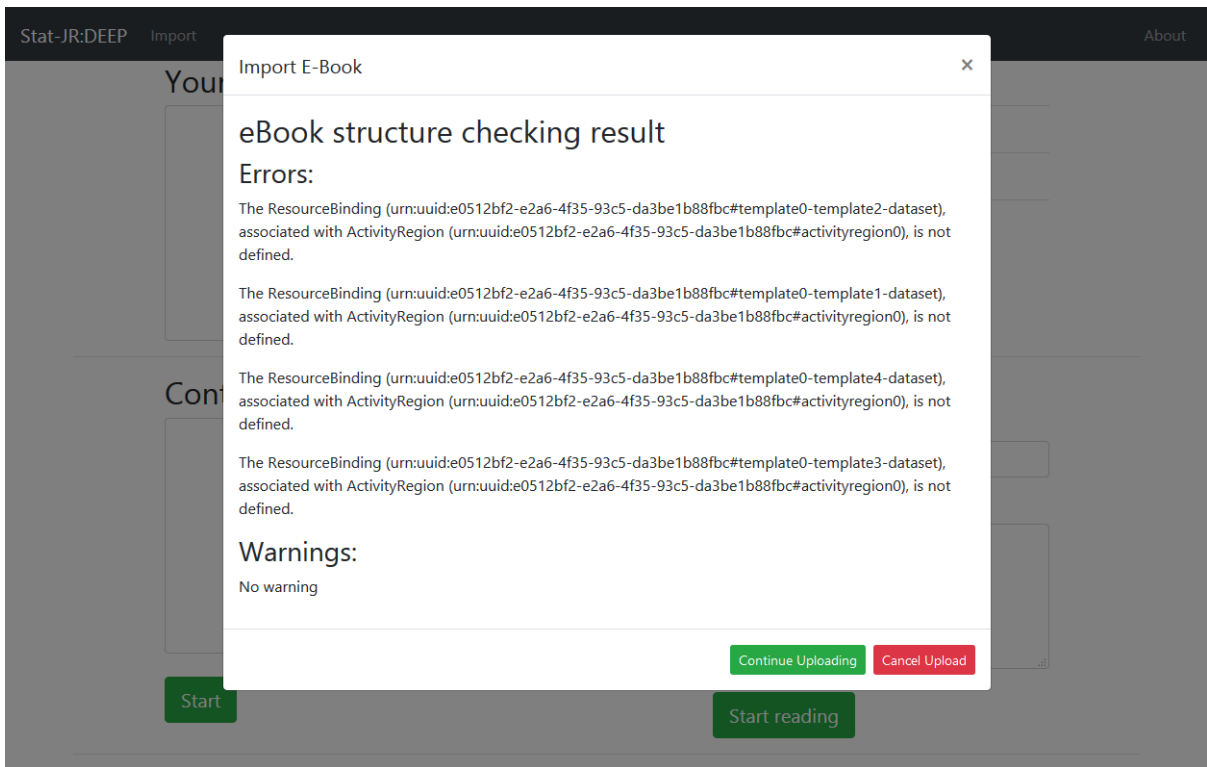 Stat-JR:DEEP Import About
Your
Import E-Book ×
eBook structure checking result
Errors:
The ResourceBinding (urn:uuid:e0512bf2-e2a6-4f35-93c5-da3be1b88fbc#template0-template2-dataset),
associated with ActivityRegion (urn:uuid:e0512bf2-e2a6-4f35-93c5-da3be1b88fbc#activityregion0), is not
defined.
The ResourceBinding (urn:uuid:e0512bf2-e2a6-4f35-93c5-da3be1b88fbc#template0-template1-dataset),
associated with ActivityRegion (urn:uuid:e0512bf2-e2a6-4f35-93c5-da3be1b88fbc#activityregion0), is not
defined.
The ResourceBinding (urn:uuid:e0512bf2-e2a6-4f35-93c5-da3be1b88fbc#template0-template4-dataset),
associated with ActivityRegion (urn:uuid:e0512bf2-e2a6-4f35-93c5-da3be1b88fbc#activityregion0), is not
defined.
The ResourceBinding (urn:uuid:e0512bf2-e2a6-4f35-93c5-da3be1b88fbc#template0-template3-dataset),
associated with ActivityRegion (urn:uuid:e0512bf2-e2a6-4f35-93c5-da3be1b88fbc#activityregion0), is not
defined.
Warnings:
No warning
Continue Uploading Cancel Upload
Start
Start reading